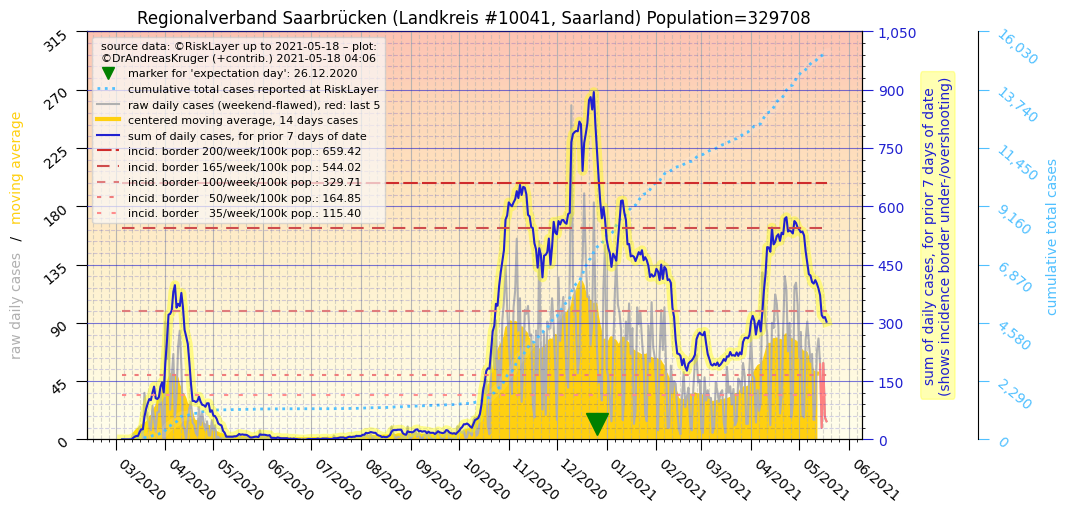 Regionalverband Saarbrücken (Landkreis #10041, Saarland) Population=329708
source data: ©RiskLayer up to 2021-05-18 – plot:
©DrAndreasKruger (+contrib.) 2021-05-18 04:06
marker for 'expectation day': 26.12.2020
cumulative total cases reported at RiskLayer
raw daily cases (weekend-flawed), red: last 5
centered moving average, 14 days cases
sum of daily cases, for prior 7 days of date
incid. border 200/week/100k pop.: 659.42
incid. border 165/week/100k pop.: 544.02
incid. border 100/week/100k pop.: 329.71
incid. border 50/week/100k pop.: 164.85
incid. border 35/week/100k pop.: 115.40
raw daily cases / moving average
315
270
225
180
135
90
45
0
1,050
900
750
600
450
300
150
0
sum of daily cases, for prior 7 days of date
(shows incidence border under-/overshooting)
16,030
13,740
11,450
9,160
6,870
4,580
2,290
0
cumulative total cases
03/2020
04/2020
05/2020
06/2020
07/2020
08/2020
09/2020
10/2020
11/2020
12/2020
01/2021
02/2021
03/2021
04/2021
05/2021
06/2021